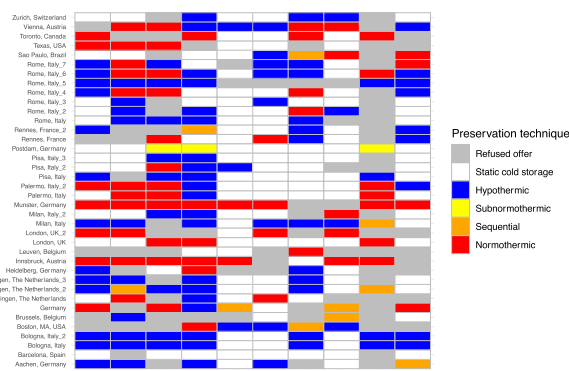 Zurich, Switzerland
Vienna, Austria
Toronto, Canada
Texas, USA
Sao Paulo, Brazil
Rome, Italy_7
Rome, Italy_6
Rome, Italy_5
Rome, Italy_4
Rome, Italy_3
Rome, Italy_2
Rome, Italy
Rennes, France_2
Rennes, France
Postdam, Germany
Pisa, Italy_3
Pisa, Italy_2
Pisa, Italy
Palermo, Italy_2
Palermo, Italy
Munster, Germany
Milan, Italy_2
Milan, Italy
London, UK_2
London, UK
Leuven, Belgium
Innsbruck, Austria
Heidelberg, Germany
gen, The Netherlands_3
gen, The Netherlands_2
ningen, The Netherlands
Germany
Brussels, Belgium
Boston, MA, USA
Bologna, Italy_2
Bologna, Italy
Barcelona, Spain
Aachen, Germany
Preservation technique
Refused offer
Static cold storage
Hypothermic
Subnormothermic
Sequential
Normothermic